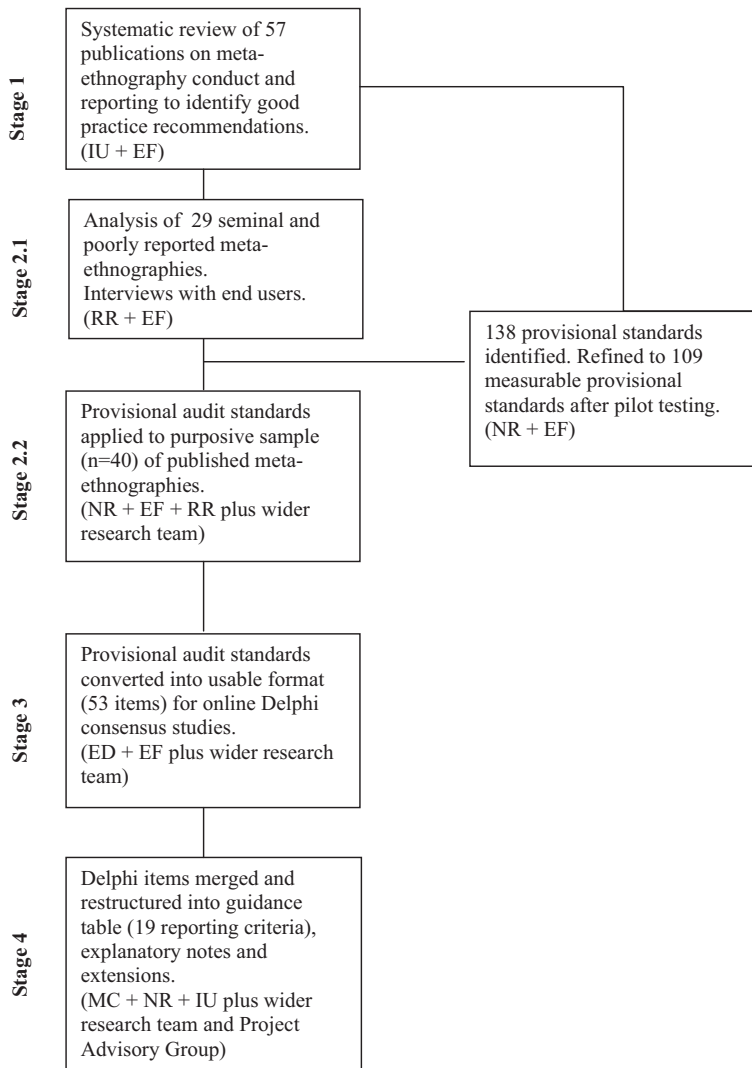 Stage 1
Systematic review of 57
publications on meta-
ethnography conduct and
reporting to identify good
practice recommendations.
(IU + EF)
Stage 2.1
Analysis of  29 seminal and
poorly reported meta-
ethnographies.
Interviews with end users.
(RR + EF)
138 provisional standards
identified. Refined to 109
measurable provisional
standards after pilot testing.
(NR + EF)
Stage 2.2
Provisional audit standards
applied to purposive sample
(n=40) of published meta-
ethnographies.
(NR + EF + RR plus wider
research team)
Stage 3
Provisional audit standards
converted into usable format
(53 items) for online Delphi
consensus studies.
(ED + EF plus wider research
team)
Stage 4
Delphi items merged and
restructured into guidance
table (19 reporting criteria),
explanatory notes and
extensions.
(MC + NR + IU plus wider
research team and Project
Advisory Group)